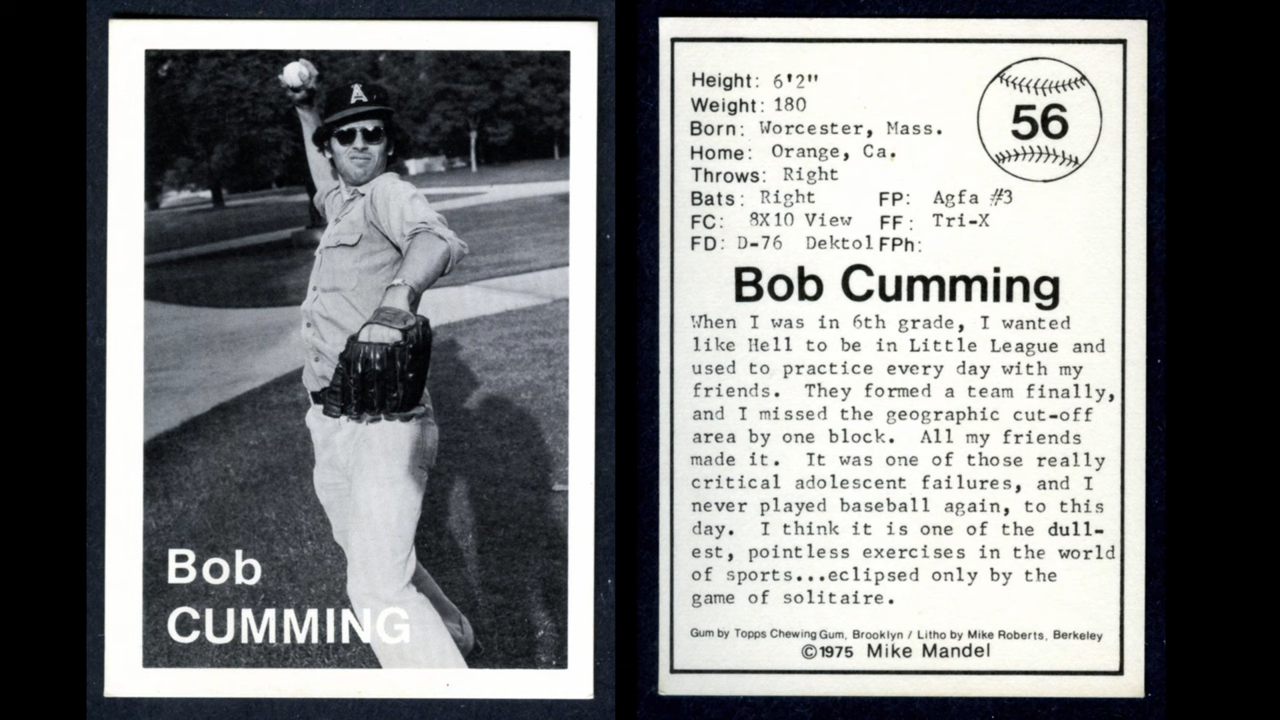 A
Bob
CUMMING
Height: 6'2"
Weight: 180
Born: Worcester, Mass.
Home: Orange, Ca.
Throws: Right
Bats: Right FP: Agfa #3
FC: 8X10 View FF: Tri-X
FD: D-76 Dektol FPh:
56
Bob Cumming
When I was in 6th grade, I wanted
like Hell to be in Little League and
used to practice every day with my
friends. They formed a team finally,
and I missed the geographic cut-off
area by one block. All my friends
made it. It was one of those really
critical adolescent failures, and I
never played baseball again, to this
day. I think it is one of the dull-
est, pointless exercises in the world
of sports...eclipsed only by the
game of solitaire.
Gum by Topps Chewing Gum, Brooklyn / Litho by Mike Roberts, Berkeley
©1975 Mike Mandel